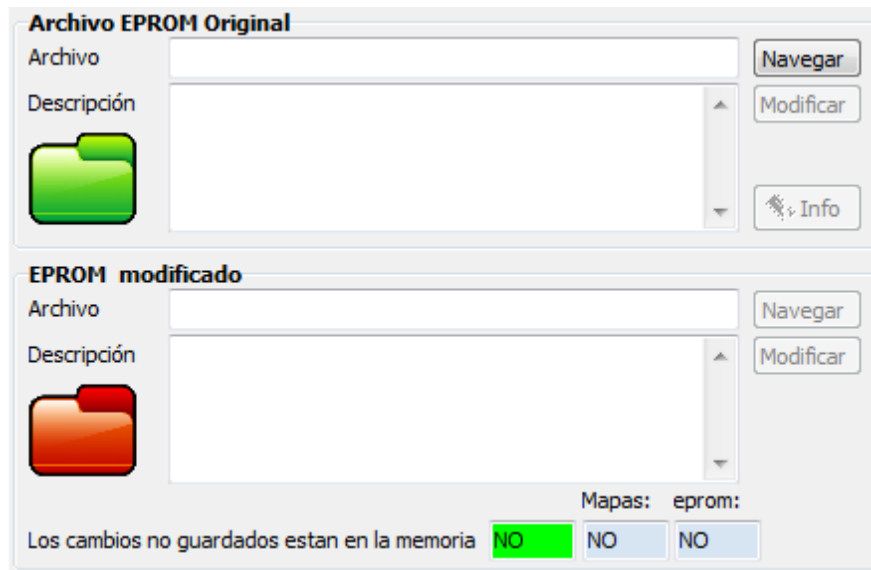 Archivo EPROM Original
Archivo Navegar
Descripción Modificar
Info
EPROM modificado
Archivo Navegar
Descripción Modificar
Mapas: eprom:
Los cambios no guardados estan en la memoria NO NO NO